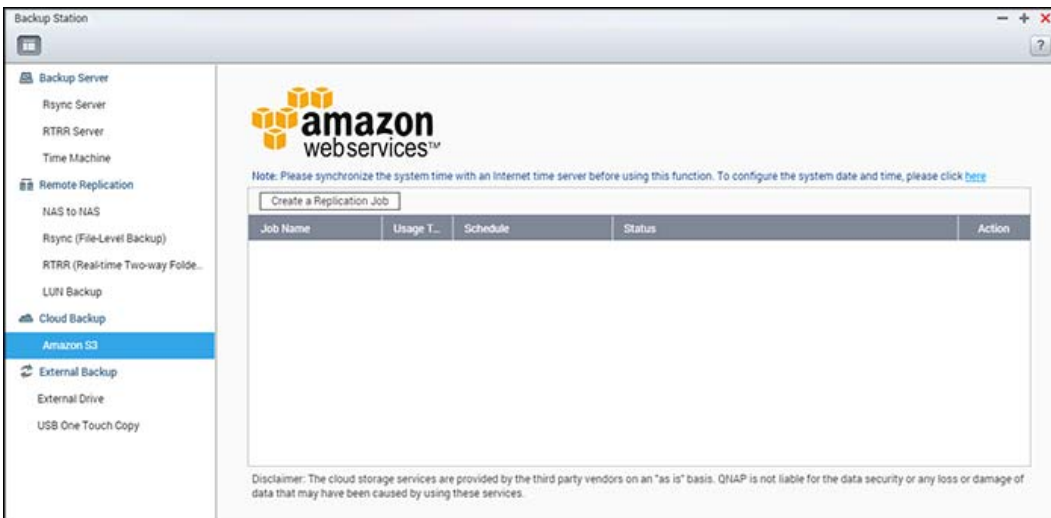 Backup Station
?
Backup Server
Rsync Server
RTRR Server
Time Machine
Remote Replication
NAS to NAS
Rsync (File-Level Backup)
RTRR (Real-time Two-way Folde...
LUN Backup
Cloud Backup
Amazon S3
External Backup
External Drive
USB One Touch Copy
amazon
webservices™
Note: Please synchronize the system time with an Internet time server before using this function. To configure the system date and time, please click here
Create a Replication Job
Job Name Usage T... Schedule Status Action
Disclaimer: The cloud storage services are provided by the third party vendors on an "as is" basis. QNAP is not liable for the data security or any loss or damage of
data that may have been caused by using these services.